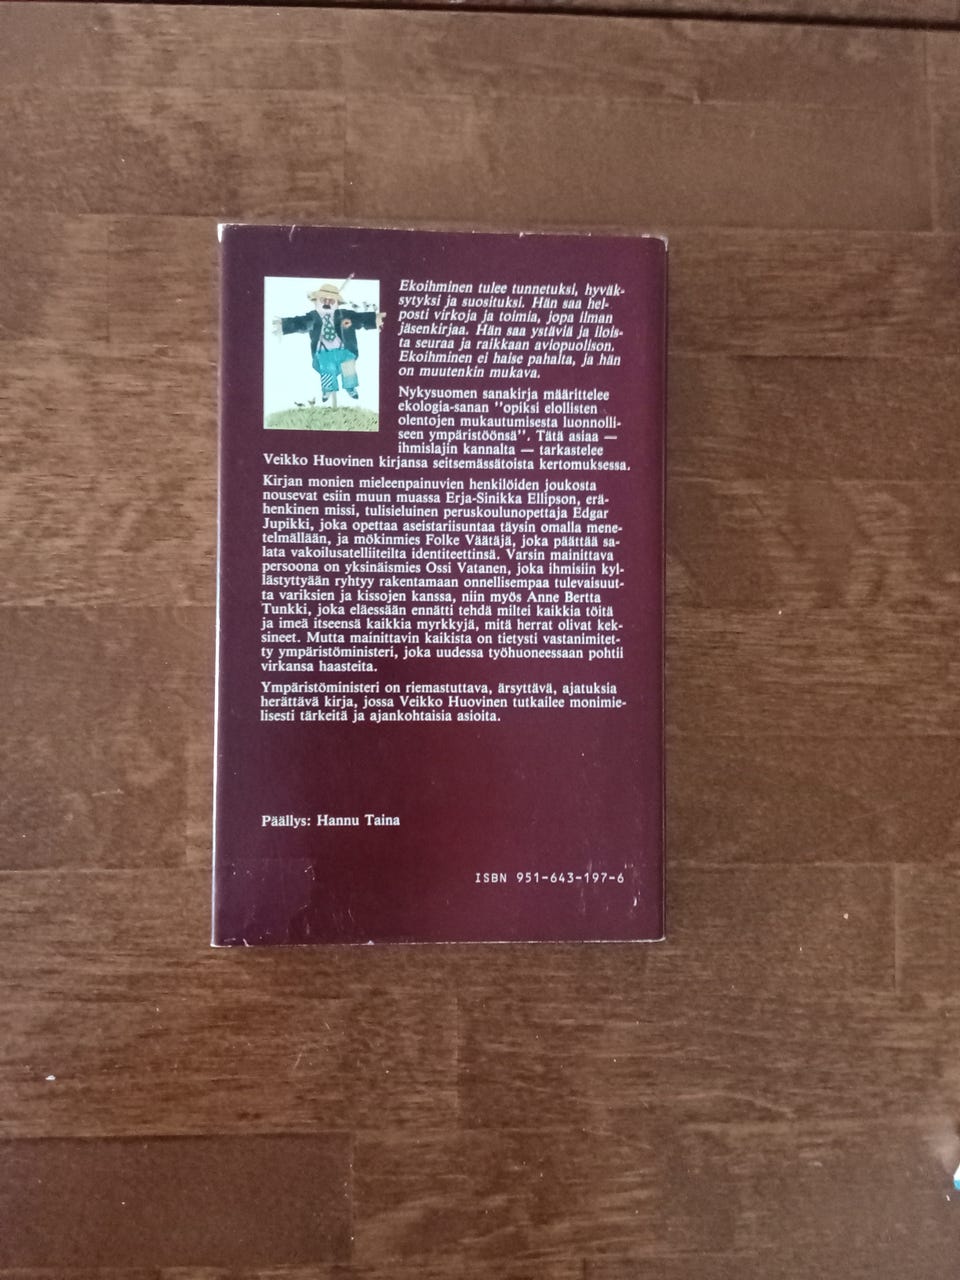 Ekoihminen tulee tunnetuksi, hyväk-
sytyksi ja suosituksi. Hän saa hel-
posti virkoja ja toimia, jopa ilman
jäsenkirjaa. Hän saa ystäviä ja ilois-
ta seuraa ja raikkaan aviopuolison.
Ekoihminen ei haise pahalta, ja hän
on muutenkin mukava.
Nykysuomen sanakirja määrittelee
ekologia-sanan "opiksi elollisten
olentojen mukautumisesta luonnolli-
seen ympäristöönsä". Tätä asiaa —
ihmislajin kannalta — tarkastelee
Veikko Huovinen kirjansa seitsemässätoista kertomuksessa.
Kirjan monien mieleenpainuvien henkilöiden joukosta
nousevat esiin muun muassa Erja-Sinikka Ellipson, erä-
henkinen missi, tulisieluinen peruskoulunopettaja Edgar
Jupikki, joka opettaa aseistariisuntaa täysin omalla mene-
telmällään, ja mökinmies Folke Väätäjä, joka päättää sa-
lata vakoilusatelliiteilta identiteettinsä. Varsin mainittava
persoona on yksinäismies Ossi Vatanen, joka ihmisiin kyl-
lästyttyään ryhtyy rakentamaan onnellisempaa tulevaisuut-
ta variksien ja kissojen kanssa, niin myös Anne Bertta
Tunkki, joka eläessään ennätti tehdä miltei kaikkia töitä
ja imeä itseensä kaikkia myrkkyjä, mitä herrat olivat kek-
sineet. Mutta mainittavin kaikista on tietysti vastanimitet-
ty ympäristöministeri, joka uudessa työhuoneessaan pohtii
virkansa haasteita.
Ympäristöministeri on riemastuttava, ärsyttävä, ajatuksia
herättävä kirja, jossa Veikko Huovinen tutkailee monimie-
lisesti tärkeitä ja ajankohtaisia asioita.
Päällys: Hannu Taina
ISBN 951-643-197-6